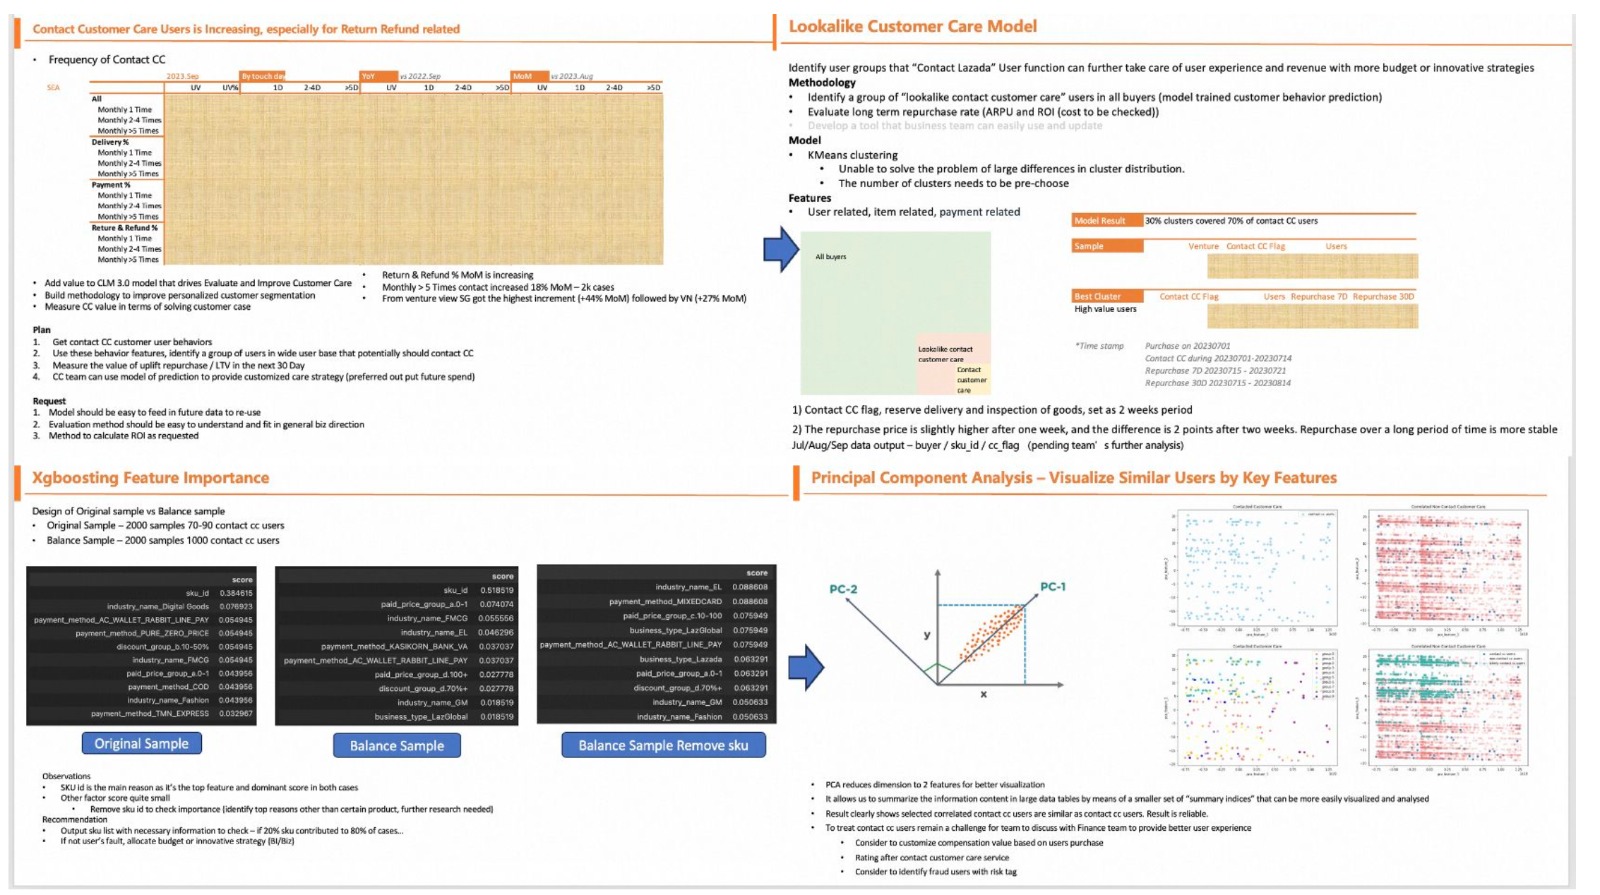 Contact Customer Care Users is Increasing, especially for Return Refund related
• Frequency of Contact CC
2023.Sep By touch day YoY vs 2022.Sep MoM vs 2023.Aug
SEA UV UV% 1D 2-4D >5D UV 1D 2-4D >5D UV 1D 2-4D >5D
All
Monthly 1 Time
Monthly 2-4 Times
Monthly >5 Times
Delivery %
Monthly 1 Time
Monthly 2-4 Times
Monthly >5 Times
Payment %
Monthly 1 Time
Monthly 2-4 Times
Monthly >5 Times
Reture & Refund %
Monthly 1 Time
Monthly 2-4 Times
Monthly >5 Times
• Add value to CLM 3.0 model that drives Evaluate and Improve Customer Care
• Build methodology to improve personalized customer segmentation
• Measure CC value in terms of solving customer case
• Return & Refund % MoM is increasing
• Monthly > 5 Times contact increased 18% MoM – 2k cases
• From venture view SG got the highest increment (+44% MoM) followed by VN (+27% MoM)
Plan
1. Get contact CC customer user behaviors
2. Use these behavior features, identify a group of users in wide user base that potentially should contact CC
3. Measure the value of uplift repurchase / LTV in the next 30 Day
4. CC team can use model of prediction to provide customized care strategy (preferred out put future spend)
Request
1. Model should be easy to feed in future data to re-use
2. Evaluation method should be easy to understand and fit in general biz direction
3. Method to calculate ROI as requested
Lookalike Customer Care Model
Identify user groups that “Contact Lazada” User function can further take care of user experience and revenue with more budget or innovative strategies
Methodology
• Identify a group of “lookalike contact customer care” users in all buyers (model trained customer behavior prediction)
• Evaluate long term repurchase rate (ARPU and ROI (cost to be checked))
• Develop a tool that business team can easily use and update
Model
• KMeans clustering
• Unable to solve the problem of large differences in cluster distribution.
• The number of clusters needs to be pre-choose
Features
• User related, item related, payment related
All buyers
Lookalike contact
customer care
Contact
customer
care
Model Result 30% clusters covered 70% of contact CC users
Sample Venture Contact CC Flag Users
Best Cluster Contact CC Flag Users Repurchase 7D Repurchase 30D
High value users
*Time stamp Purchase on 20230701
Contact CC during 20230701-20230714
Repurchase 7D 20230715 - 20230721
Repurchase 30D 20230715 - 20230814
1) Contact CC flag, reserve delivery and inspection of goods, set as 2 weeks period
2) The repurchase price is slightly higher after one week, and the difference is 2 points after two weeks. Repurchase over a long period of time is more stable
Jul/Aug/Sep data output – buyer / sku_id / cc_flag (pending team’s further analysis)
Xgboosting Feature Importance
Design of Original sample vs Balance sample
• Original Sample – 2000 samples 70-90 contact cc users
• Balance Sample – 2000 samples 1000 contact cc users
score
sku_id 0.384615
industry_name_Digital Goods 0.076923
payment_method_AC_WALLET_RABBIT_LINE_PAY 0.054945
payment_method_PURE_ZERO_PRICE 0.054945
discount_group_b.10-50% 0.054945
industry_name_FMCG 0.054945
paid_price_group_a.0-1 0.043956
payment_method_COD 0.043956
industry_name_Fashion 0.043956
payment_method_TMN_EXPRESS 0.032967
Original Sample
score
sku_id 0.518519
paid_price_group_a.0-1 0.074074
industry_name_FMCG 0.055556
industry_name_EL 0.046296
payment_method_KASIKORN_BANK_VA 0.037037
payment_method_AC_WALLET_RABBIT_LINE_PAY 0.037037
paid_price_group_d.100+ 0.027778
discount_group_d.70%+ 0.027778
industry_name_GM 0.018519
business_type_LazGlobal 0.018519
Balance Sample
score
industry_name_EL 0.088608
payment_method_MIXEDCARD 0.088608
paid_price_group_c.10-100 0.075949
business_type_LazGlobal 0.075949
payment_method_AC_WALLET_RABBIT_LINE_PAY 0.075949
business_type_Lazada 0.063291
paid_price_group_a.0-1 0.063291
discount_group_d.70%+ 0.063291
industry_name_GM 0.050633
industry_name_Fashion 0.050633
Balance Sample Remove sku
Observations
• SKU id is the main reason as it’s the top feature and dominant score in both cases
• Other factor score quite small
• Remove sku id to check importance (identify top reasons other than certain product, further research needed)
Recommendation
• Output sku list with necessary information to check – if 20% sku contributed to 80% of cases…
• If not user’s fault, allocate budget or innovative strategy (BI/Biz)
Principal Component Analysis – Visualize Similar Users by Key Features
PC-2
PC-1
y
x
Contacted Customer Care
Correlated Non Contact Customer Care
Contacted Customer Care
Correlated Non Contact Customer Care
• PCA reduces dimension to 2 features for better visualization
• It allows us to summarize the information content in large data tables by means of a smaller set of “summary indices” that can be more easily visualized and analysed
• Result clearly shows selected correlated contact cc users are similar as contact cc users. Result is reliable.
• To treat contact cc users remain a challenge for team to discuss with Finance team to provide better user experience
• Consider to customize compensation value based on users purchase
• Rating after contact customer care service
• Consider to identify fraud users with risk tag